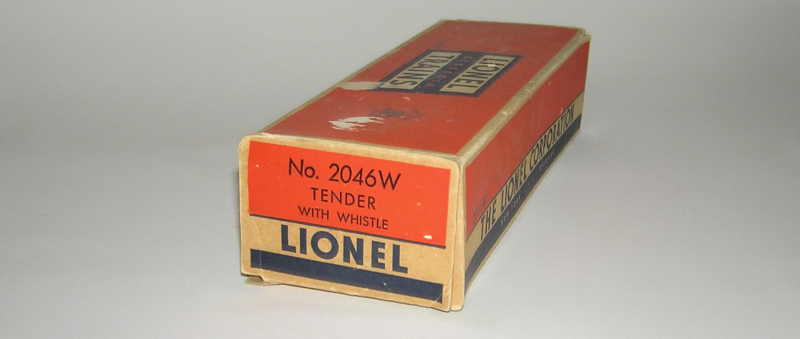 LIONEL
TRAINS
No. 2046W
TENDER
WITH WHISTLE
LIONEL
THE LIONEL CORPORATION